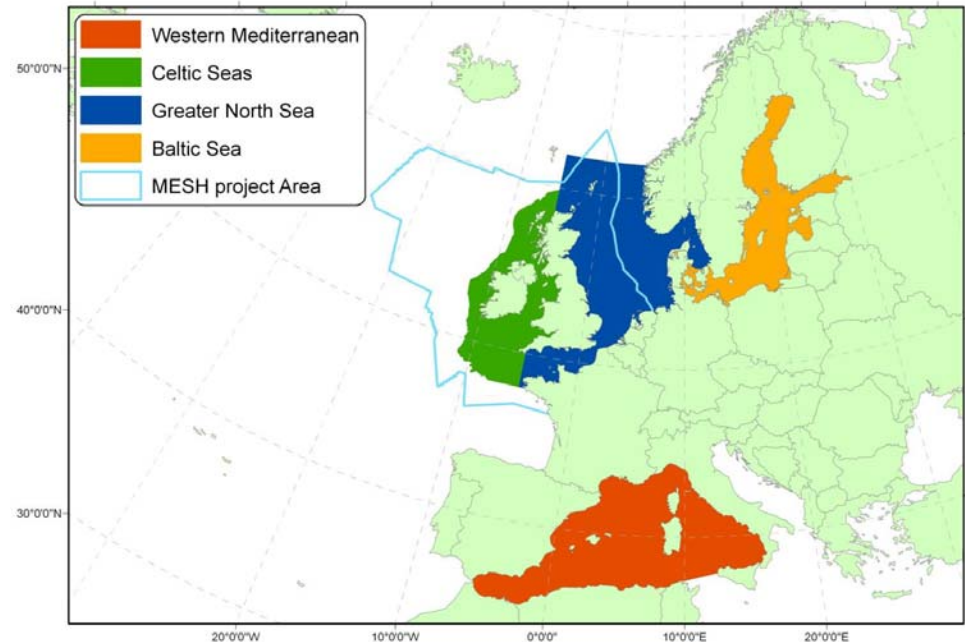 Western Mediterranean
Celtic Seas
Greater North Sea
Baltic Sea
MESH project Area
50°0'0"N
40°0'0"N
30°0'0"N
20°0'0"W
10°0'0"W
0°0'0"
10°0'0"E
20°0'0"E